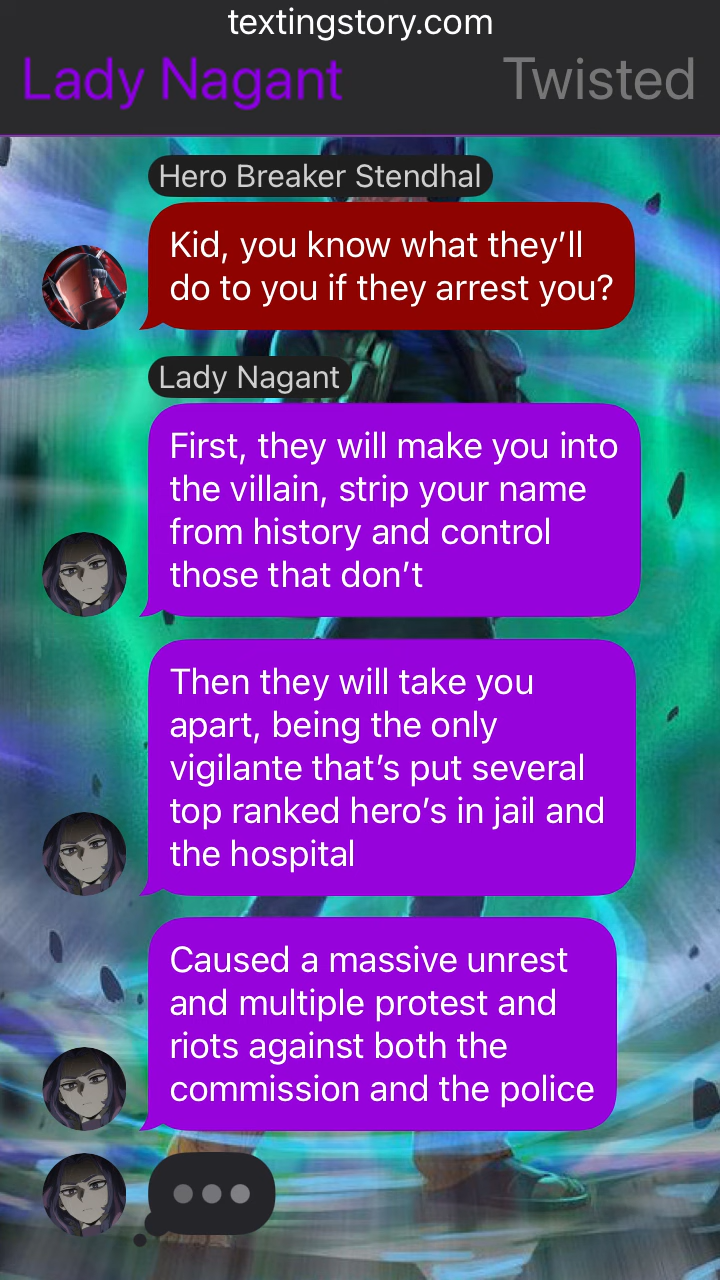 textingstory.com
Lady Nagant
Twisted
Hero Breaker Stendhal
Kid, you know what they’ll
do to you if they arrest you?
Lady Nagant
First, they will make you into
the villain, strip your name
from history and control
those that don’t
Then they will take you
apart, being the only
vigilante that’s put several
top ranked hero’s in jail and
the hospital
Caused a massive unrest
and multiple protest and
riots against both the
commission and the police